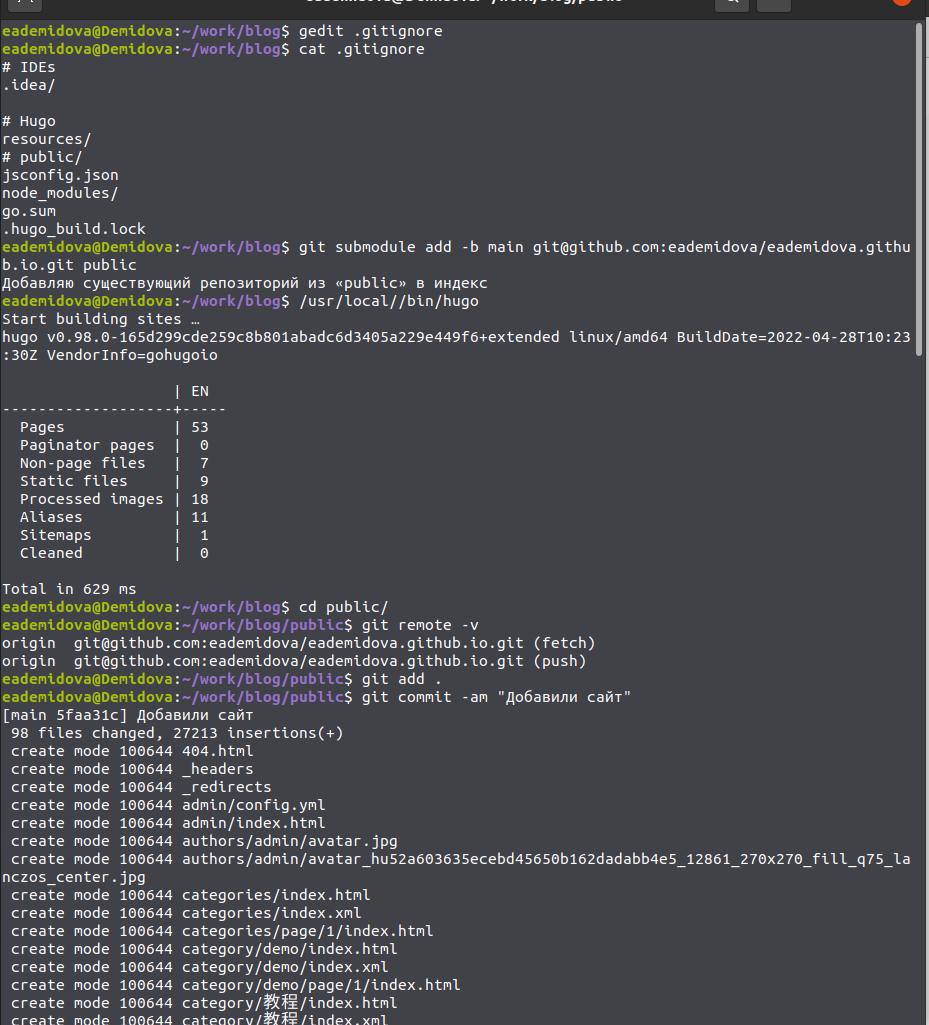 eademidova@Demidova:~/work/blog$ gedit .gitignore
eademidova@Demidova:~/work/blog$ cat .gitignore
# IDEs
.idea/
# Hugo
resources/
# public/
jsconfig.json
node_modules/
go.sum
.hugo_build.lock
eademidova@Demidova:~/work/blog$ git submodule add -b main git@github.com:eademidova/eademidova.githu
b.io.git public
Добавляю существующий репозиторий из «public» в индекс
eademidova@Demidova:~/work/blog$ /usr/local//bin/hugo
Start building sites …
hugo v0.98.0-165d299cde259c8b801abadc6d3405a229e449f6+extended linux/amd64 BuildDate=2022-04-28T10:23
:30Z VendorInfo=gohugoio
| EN
-------------------+-----
Pages | 53
Paginator pages | 0
Non-page files | 7
Static files | 9
Processed images | 18
Aliases | 11
Sitemaps | 1
Cleaned | 0
Total in 629 ms
eademidova@Demidova:~/work/blog$ cd public/
eademidova@Demidova:~/work/blog/public$ git remote -v
origin git@github.com:eademidova/eademidova.github.io.git (fetch)
origin git@github.com:eademidova/eademidova.github.io.git (push)
eademidova@Demidova:~/work/blog/public$ git add .
eademidova@Demidova:~/work/blog/public$ git commit -am "Добавили сайт"
[main 5faa31c] Добавили сайт
98 files changed, 27213 insertions(+)
create mode 100644 404.html
create mode 100644 _headers
create mode 100644 _redirects
create mode 100644 admin/config.yml
create mode 100644 admin/index.html
create mode 100644 authors/admin/avatar.jpg
create mode 100644 authors/admin/avatar_hu52a603635ecebd45650b162dadabb4e5_12861_270x270_fill_q75_la
nczos_center.jpg
create mode 100644 categories/index.html
create mode 100644 categories/index.xml
create mode 100644 categories/page/1/index.html
create mode 100644 category/demo/index.html
create mode 100644 category/demo/index.xml
create mode 100644 category/demo/page/1/index.html
create mode 100644 category/教程/index.html
create mode 100644 category/教程/index.xml